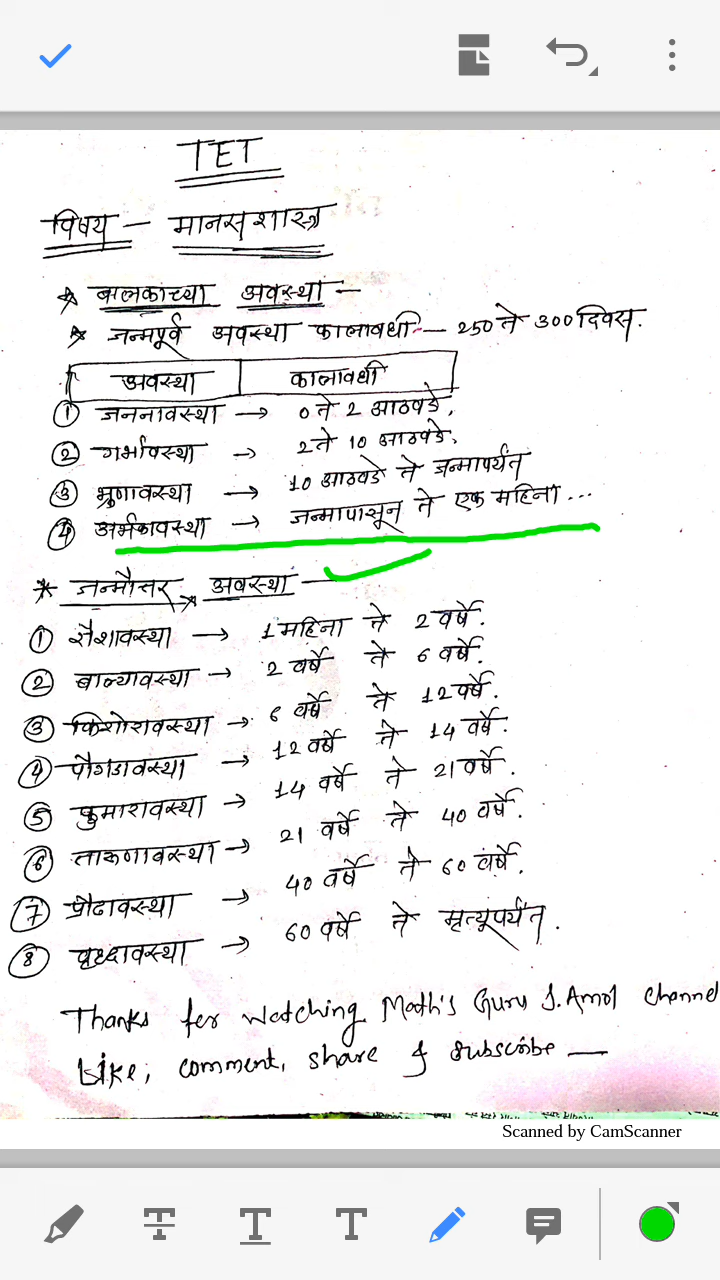 TET
विषय – मानसशास्त्र
* बालकाच्या अवस्था –
* जन्मपूर्व अवस्था कालावधी – 250 ते 300 दिवस.
अवस्था कालावधी
① जननावस्था → 0 ते 2 आठवडे.
② गर्भावस्था → 2 ते 10 आठवडे.
③ भ्रुणावस्था → 10 आठवडे ते जन्मापर्यंत
④ अर्भकावस्था → जन्मापासून ते एक महिना...
* जन्मोत्तर अवस्था –
① शैशावस्था → 1 महिना ते 2 वर्षे.
② बाल्यावस्था → 2 वर्षे ते 6 वर्षे.
③ किशोरावस्था → 6 वर्षे ते 12 वर्षे.
④ पौगडावस्था → 12 वर्षे ते 14 वर्षे.
⑤ कुमारावस्था → 14 वर्षे ते 21 वर्षे.
⑥ तारुणावस्था → 21 वर्षे ते 40 वर्षे.
⑦ प्रौढावस्था → 40 वर्षे ते 60 वर्षे.
⑧ वृध्दावस्था → 60 वर्षे ते मृत्यूपर्यंत.
Thanks for watching Math's Guru J. Amol channel
Like, comment, share & subscribe —
Scanned by CamScanner